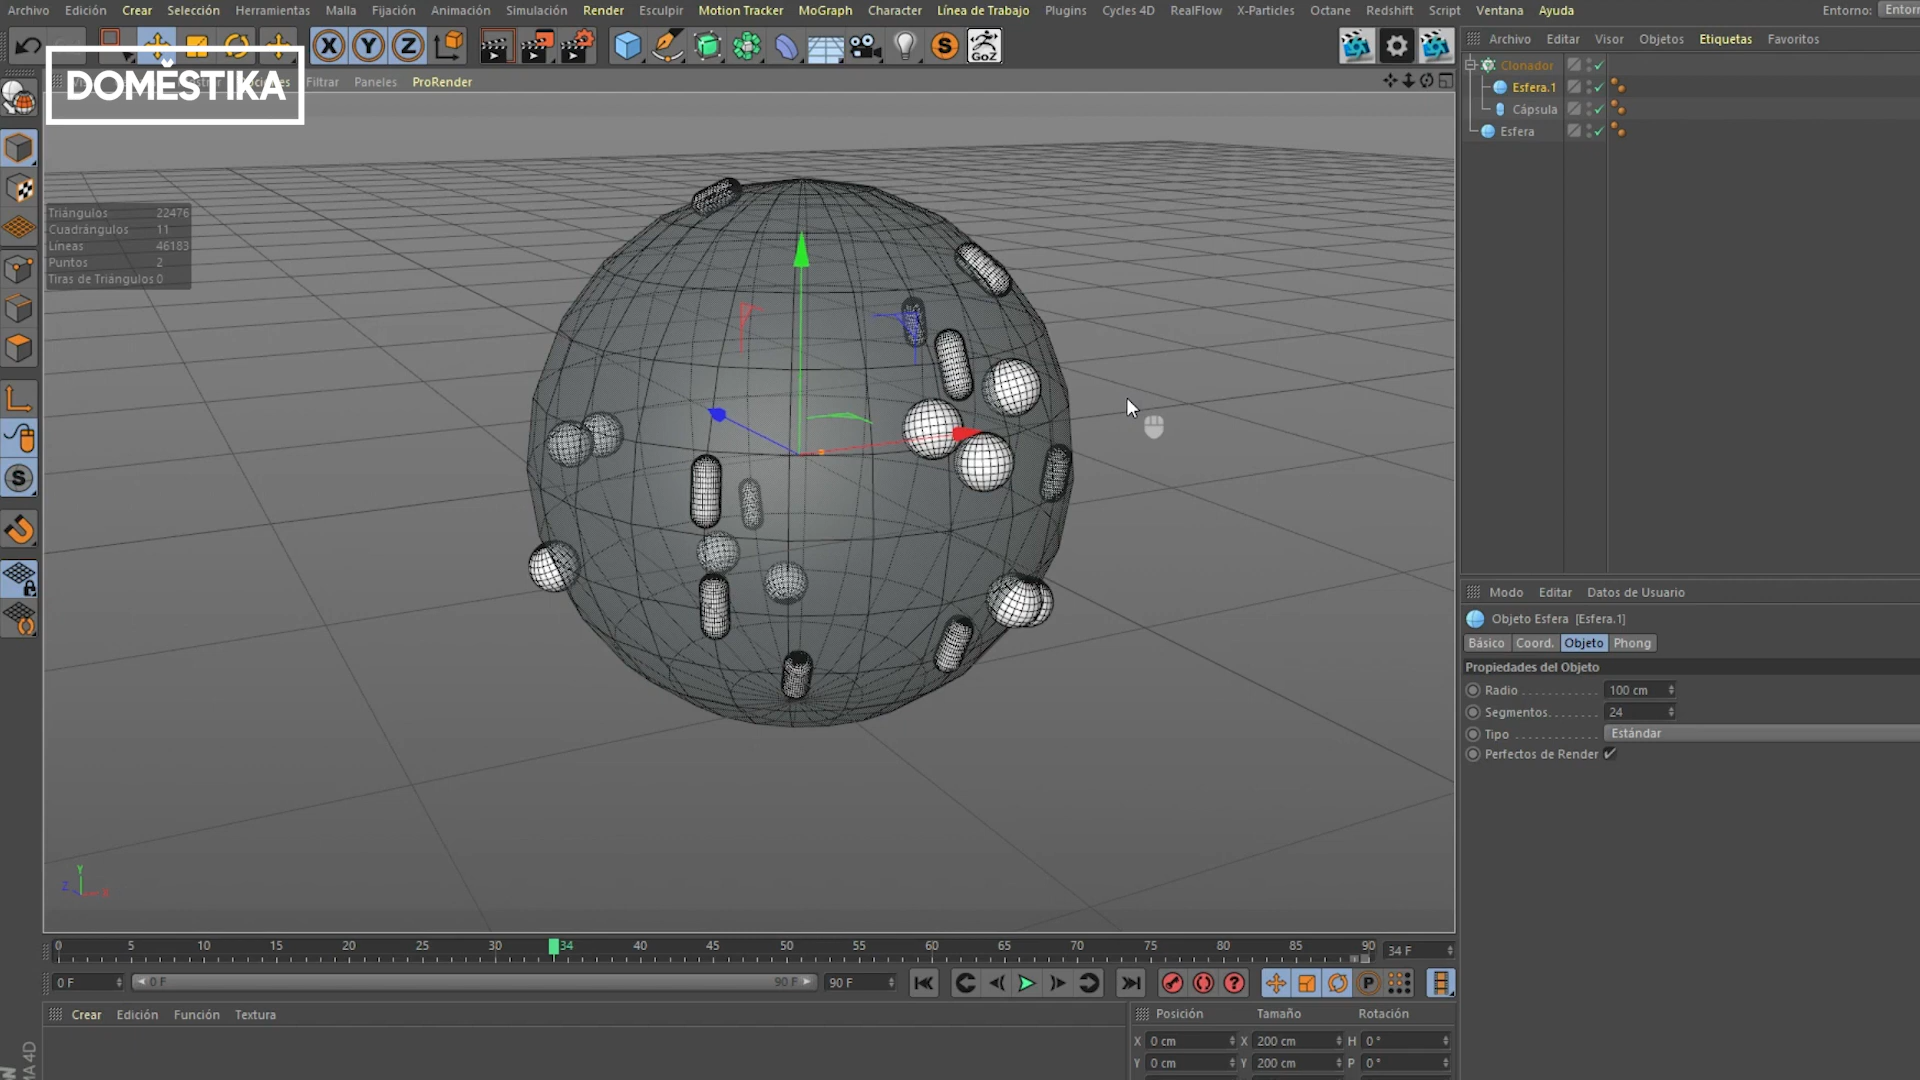 Archivo Edición Crear Selección Herramientas Malla Fijación Animación Simulación Render Esculpir Motion Tracker MoGraph Character Línea de Trabajo Plugins Cycles 4D RealFlow X-Particles Octane Redshift Script Ventana Ayuda Entorno:
X Y Z S GoZ
Archivo Editar Visor Objetos Etiquetas Favoritos
DOMESTIKA
Filtrar Paneles ProRender
Clonador
Esfera.1
Cápsula
Esfera
Triángulos 22476
Cuadrángulos 11
Líneas 46183
Puntos 2
Tiras de Triángulos 0
S
Modo Editar Datos de Usuario
Objeto Esfera [Esfera.1]
Básico Coord. Objeto Phong
Propiedades del Objeto
Radio 100 cm
Segmentos 24
Tipo Estándar
Perfectos de Render
Y
Z X
0 5 10 15 20 25 30 34 40 45 50 55 60 65 70 75 80 85 90 34 F
0 F 0 F 90 F 90 F ? P
Crear Edición Función Textura
Posición Tamaño Rotación
X 0 cm X 200 cm H 0 °
Y 0 cm Y 200 cm P 0 °